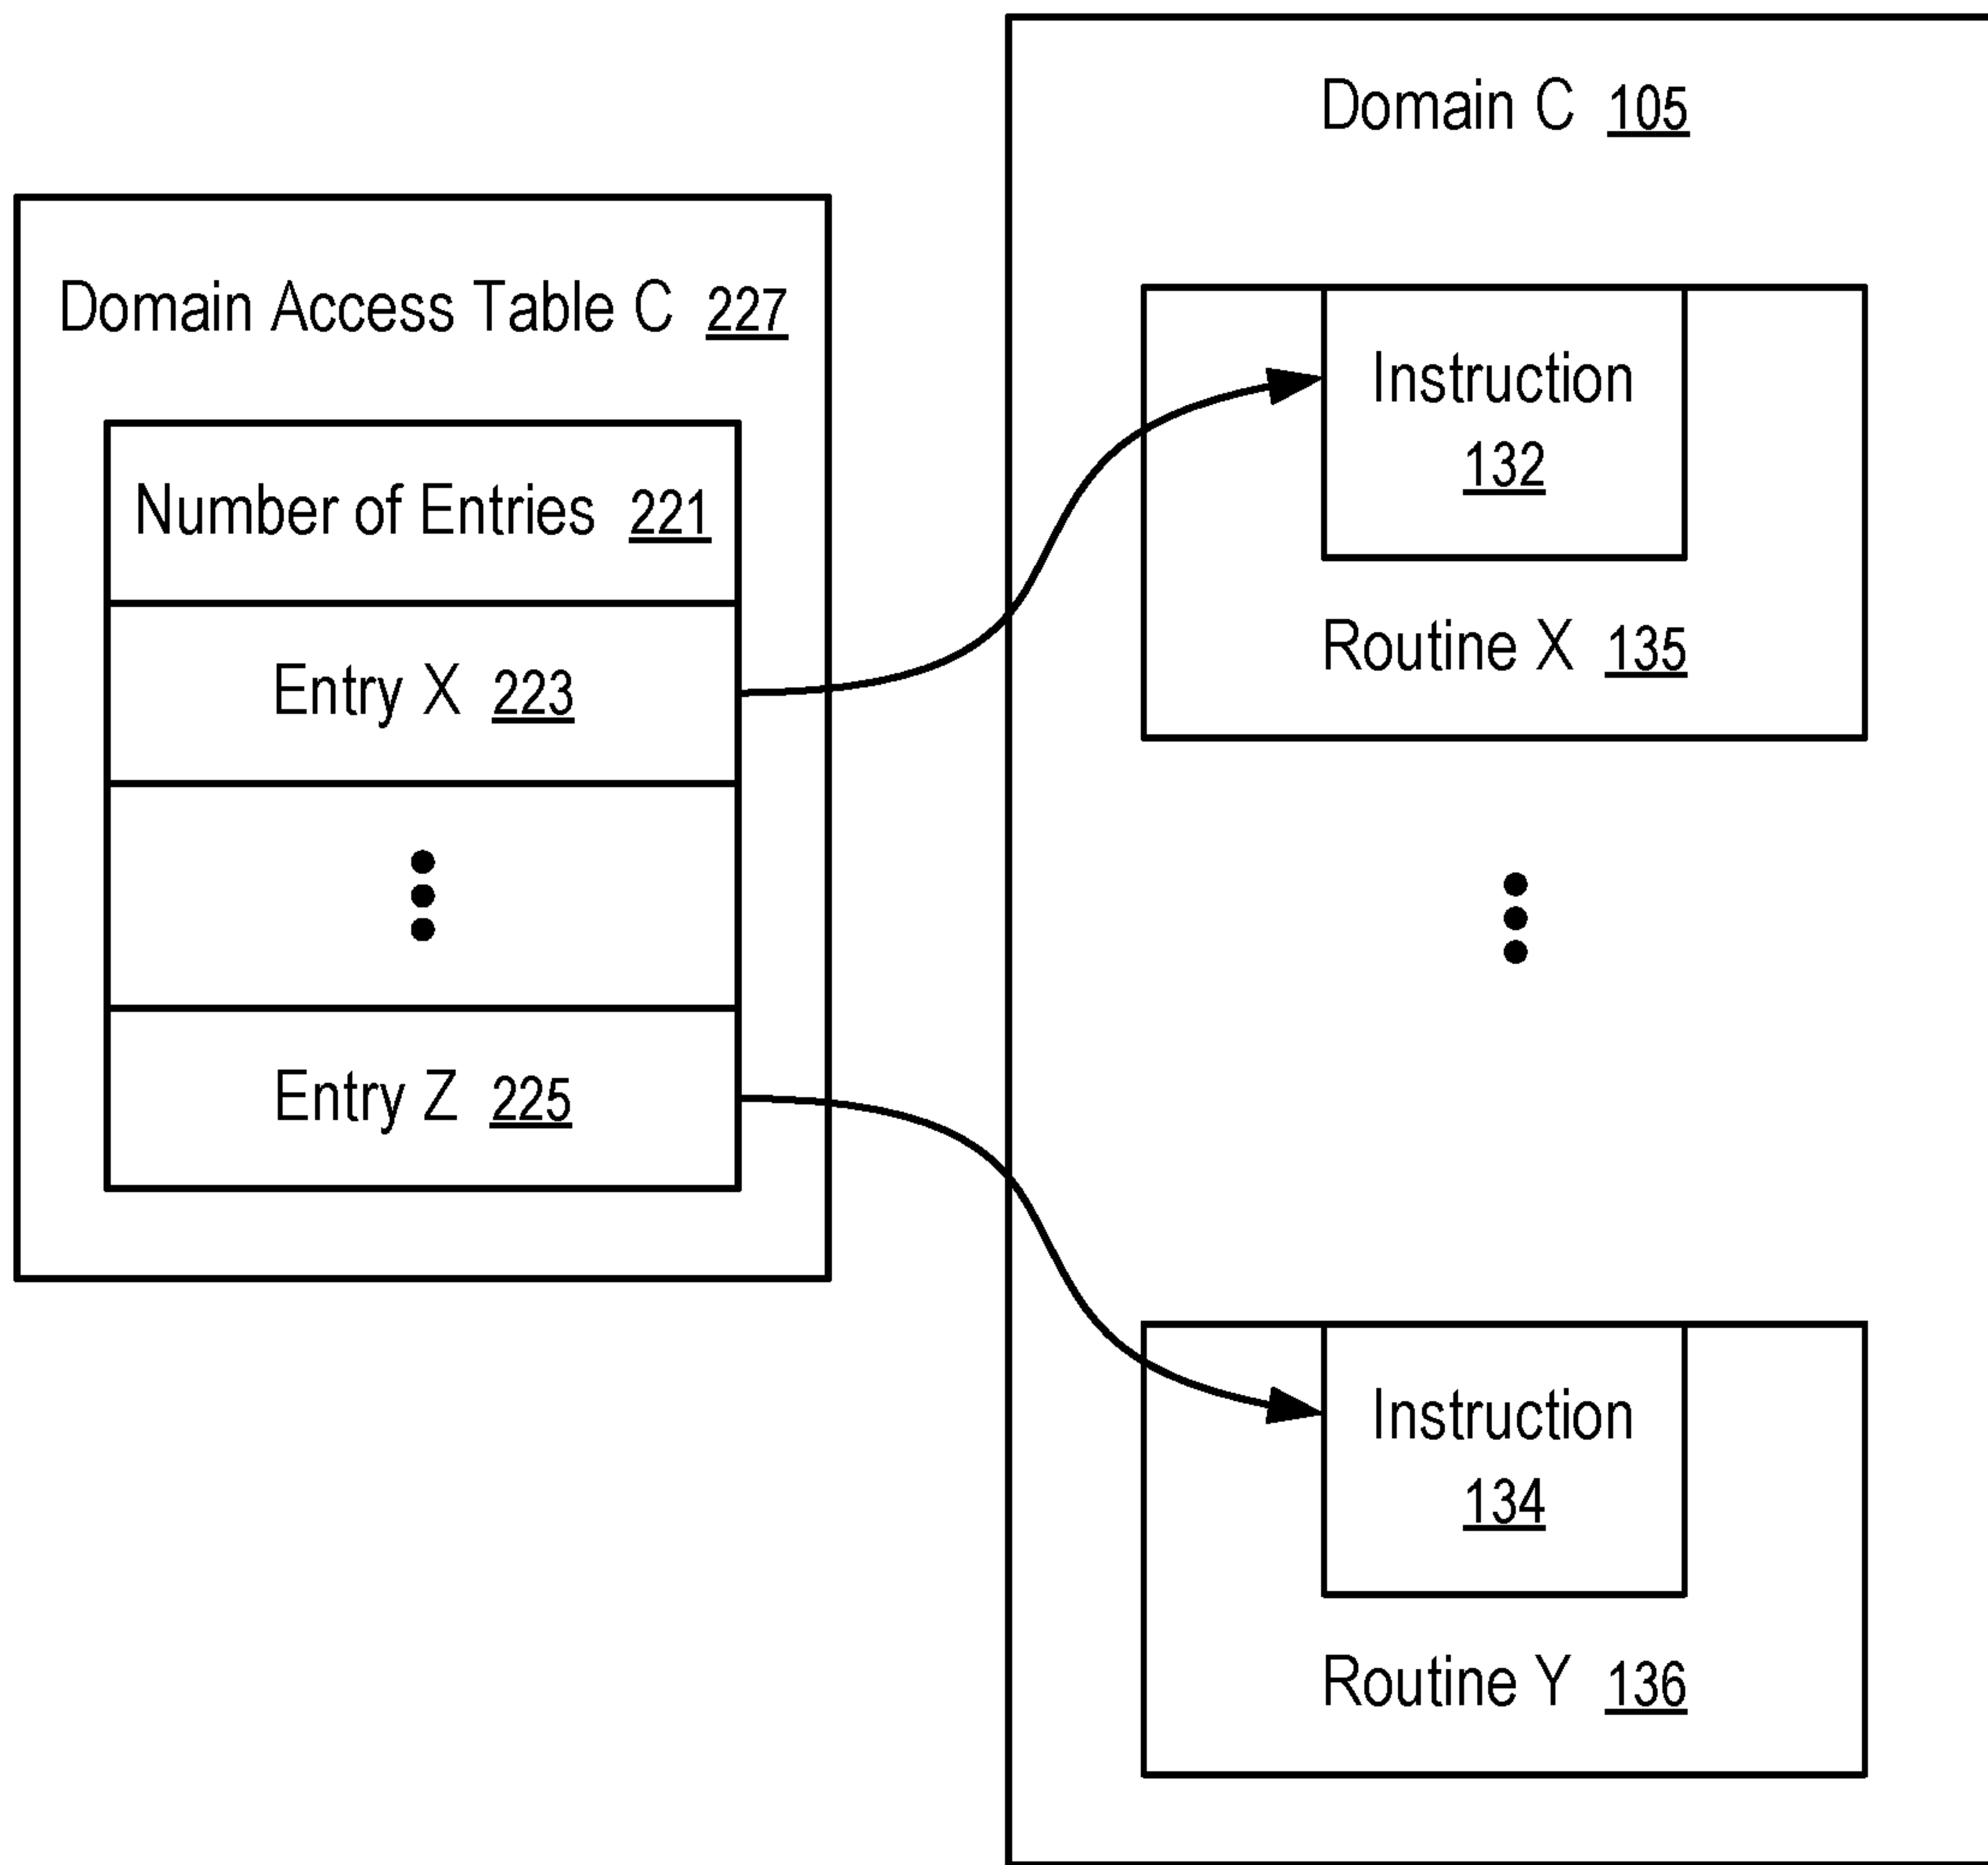 Domain C 105
Domain Access Table C 227
Number of Entries 221
Entry X 223
Entry Z 225
Instruction
132
Routine X 135
Instruction
134
Routine Y 136